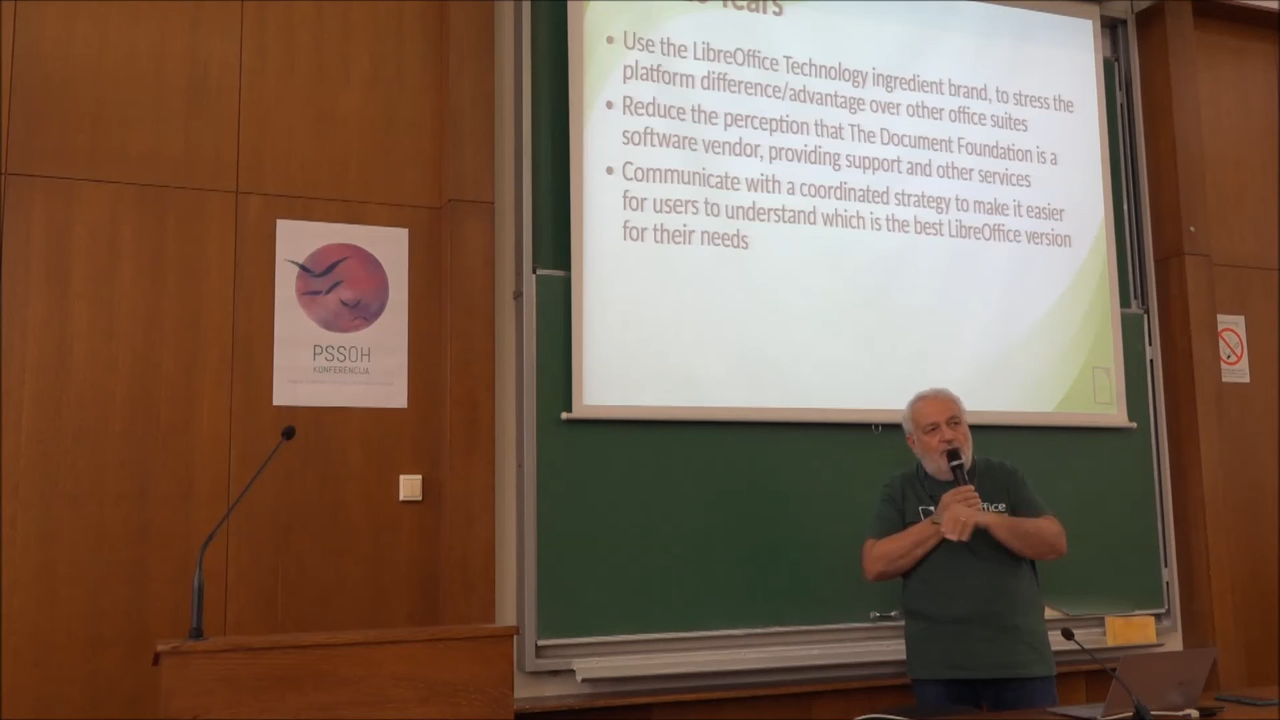 Years
• Use the LibreOffice Technology ingredient brand, to stress the
platform difference/advantage over other office suites
• Reduce the perception that The Document Foundation is a
software vendor, providing support and other services
• Communicate with a coordinated strategy to make it easier
for users to understand which is the best LibreOffice version
for their needs
PSSOH
KONFERENCIJA
ffice